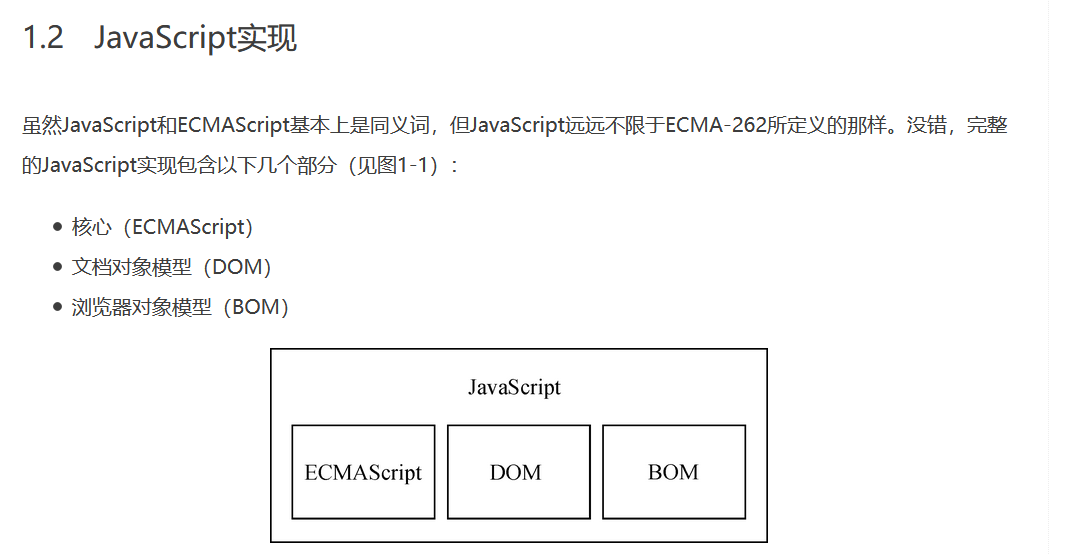 1.2 JavaScript实现
虽然JavaScript和ECMAScript基本上是同义词，但JavaScript远远不限于ECMA-262所定义的那样。没错，完整
的JavaScript实现包含以下几个部分（见图1-1）：
● 核心（ECMAScript）
● 文档对象模型（DOM）
● 浏览器对象模型（BOM）
JavaScript
ECMAScript DOM BOM